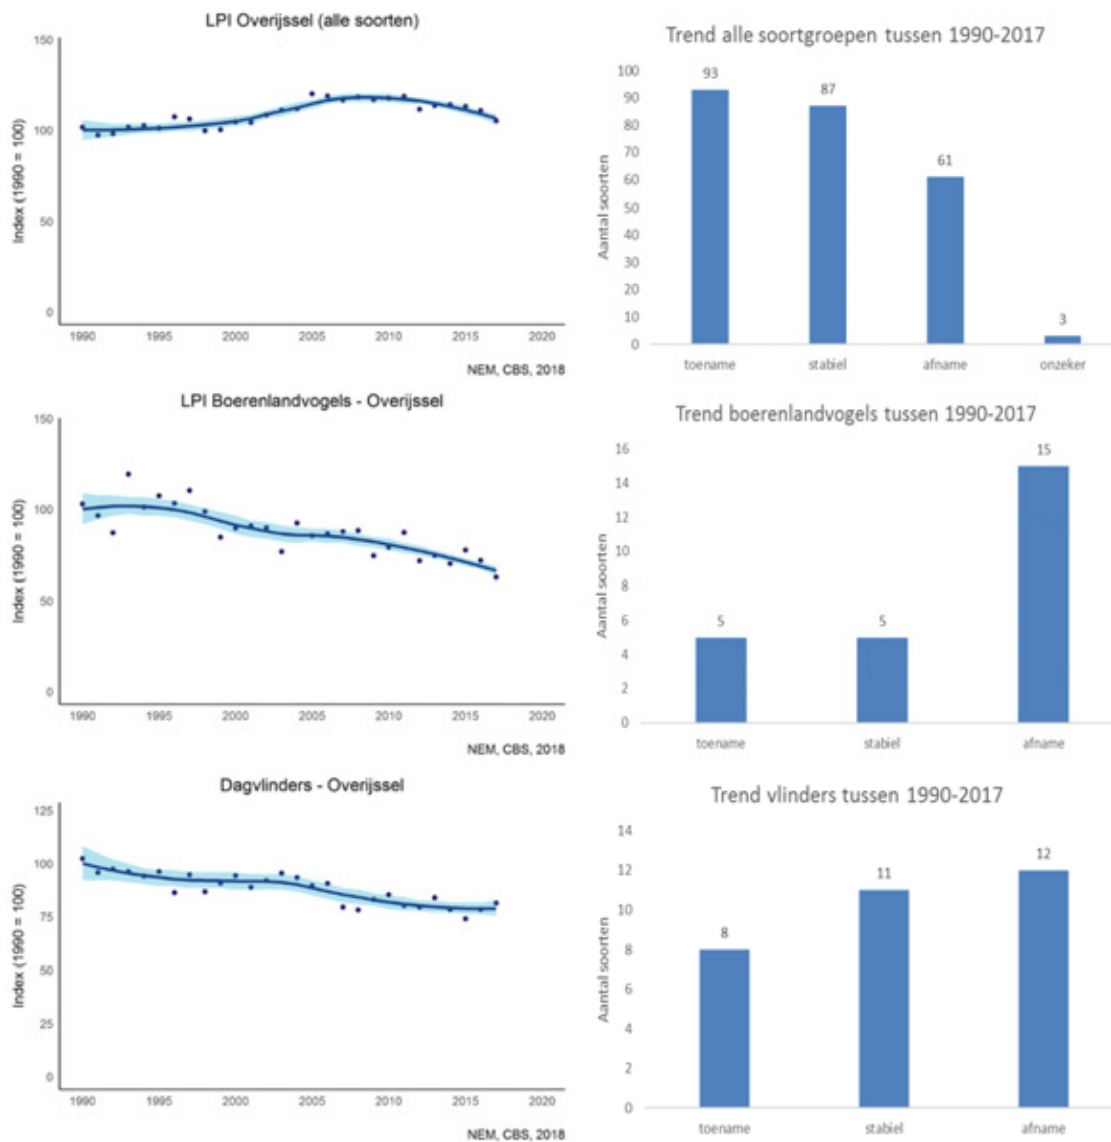 LPI Overijssel (alle soorten)
Index (1990 = 100)
150
100
50
0
1990 1995 2000 2005 2010 2015 2020
NEM, CBS, 2018
Trend alle soortgroepen tussen 1990-2017
Aantal soorten
100
90
80
70
60
50
40
30
20
10
0
93
87
61
3
toename stabiel afname onzeker
LPI Boerenlandvogels - Overijssel
Index (1990 = 100)
150
100
50
0
1990 1995 2000 2005 2010 2015 2020
NEM, CBS, 2018
Trend boerenlandvogels tussen 1990-2017
Aantal soorten
16
14
12
10
8
6
4
2
0
5
5
15
toename stabiel afname
Dagvlinders - Overijssel
Index (1990 = 100)
125
100
75
50
25
0
1990 1995 2000 2005 2010 2015 2020
NEM, CBS, 2018
Trend vlinders tussen 1990-2017
Aantal soorten
14
12
10
8
6
4
2
0
8
11
12
toename stabiel afname